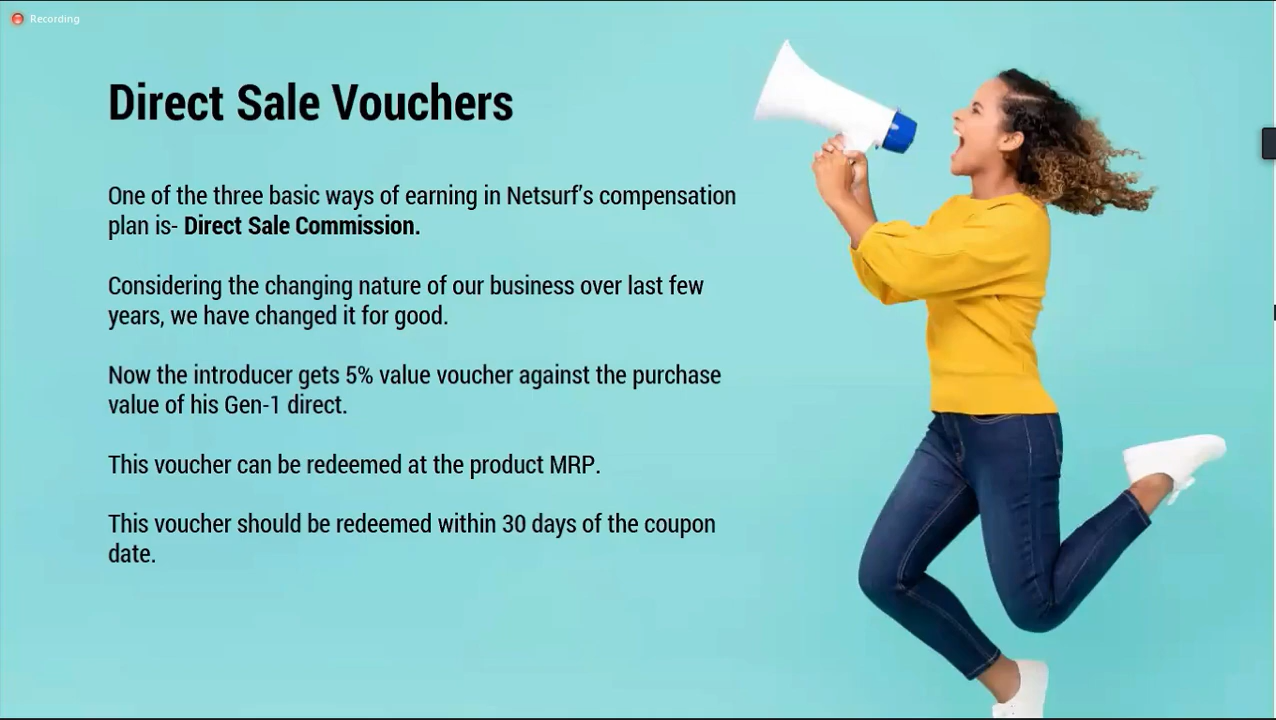 Recording
Direct Sale Vouchers
One of the three basic ways of earning in Netsurf's compensation
plan is- Direct Sale Commission.
Considering the changing nature of our business over last few
years, we have changed it for good.
Now the introducer gets 5% value voucher against the purchase
value of his Gen-1 direct.
This voucher can be redeemed at the product MRP.
This voucher should be redeemed within 30 days of the coupon
date.